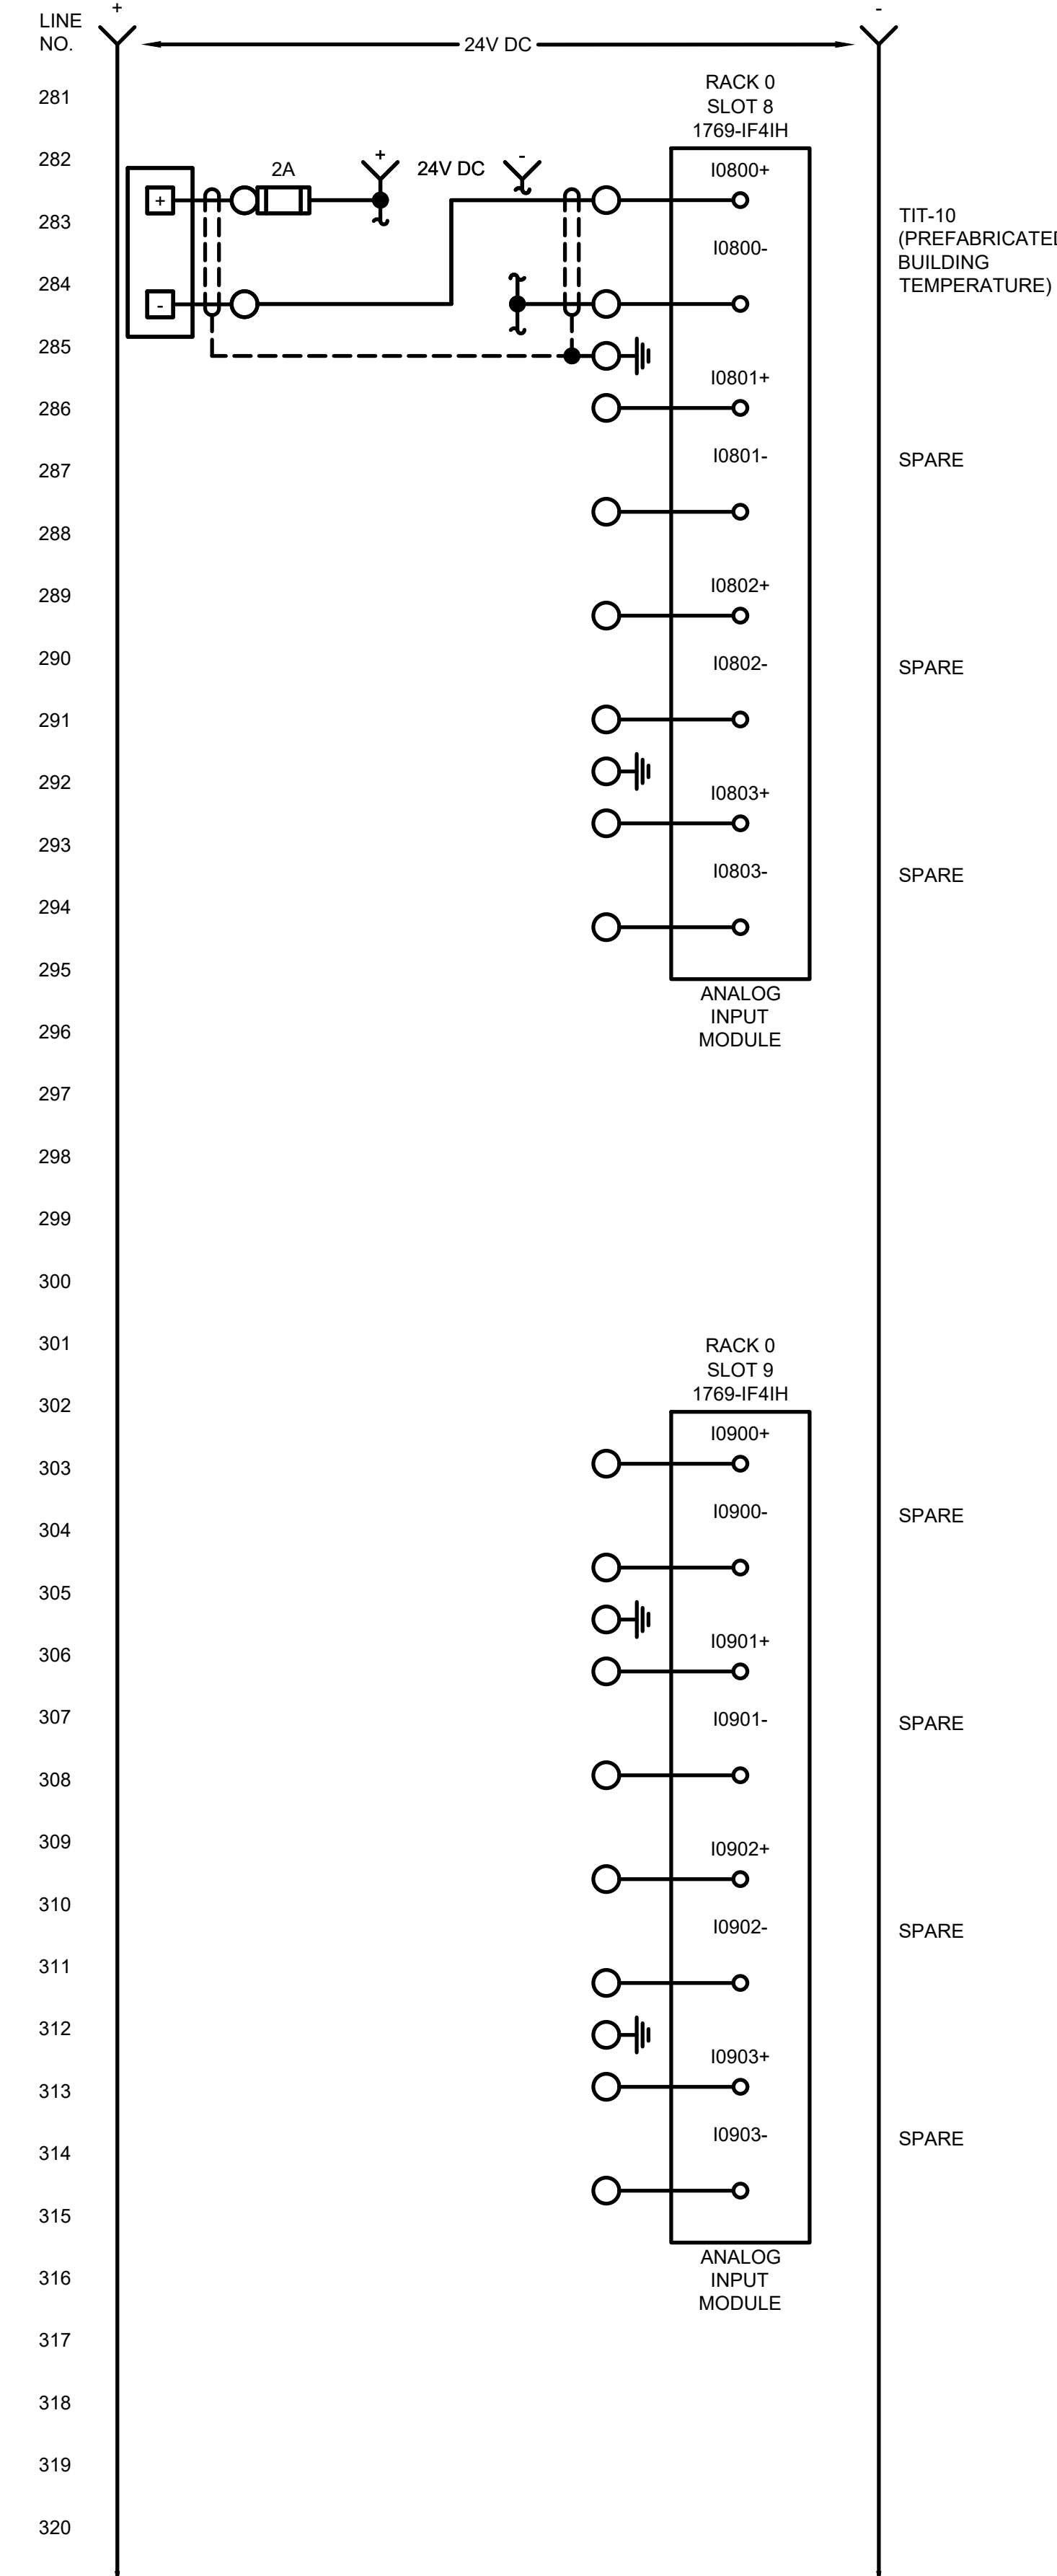 LINE
NO.
+
24V DC
-
281
RACK 0
SLOT 8
1769-IF4IH
282
2A
+
24V DC
-
I0800+
+
283
TIT-10
(PREFABRICATED
BUILDING
TEMPERATURE)
I0800-
284
-
285
I0801+
286
I0801-
SPARE
287
288
289
I0802+
290
I0802-
SPARE
291
292
I0803+
293
I0803-
SPARE
294
295
ANALOG
INPUT
MODULE
296
297
298
299
300
301
RACK 0
SLOT 9
1769-IF4IH
302
I0900+
303
I0900-
SPARE
304
305
306
I0901+
307
I0901-
SPARE
308
309
I0902+
310
I0902-
SPARE
311
312
I0903+
313
I0903-
SPARE
314
315
ANALOG
INPUT
MODULE
316
317
318
319
320